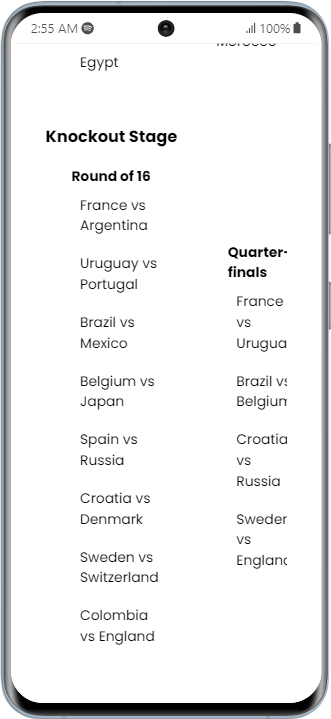 2:55 AM
100%
Egypt
Knockout Stage
Round of 16
France vs
Argentina
Uruguay vs
Portugal
Brazil vs
Mexico
Belgium vs
Japan
Spain vs
Russia
Croatia vs
Denmark
Sweden vs
Switzerland
Colombia
vs England
Quarter-
finals
France
vs
Urugua
Brazil vs
Belgium
Croatia
vs
Russia
Sweden
vs
England